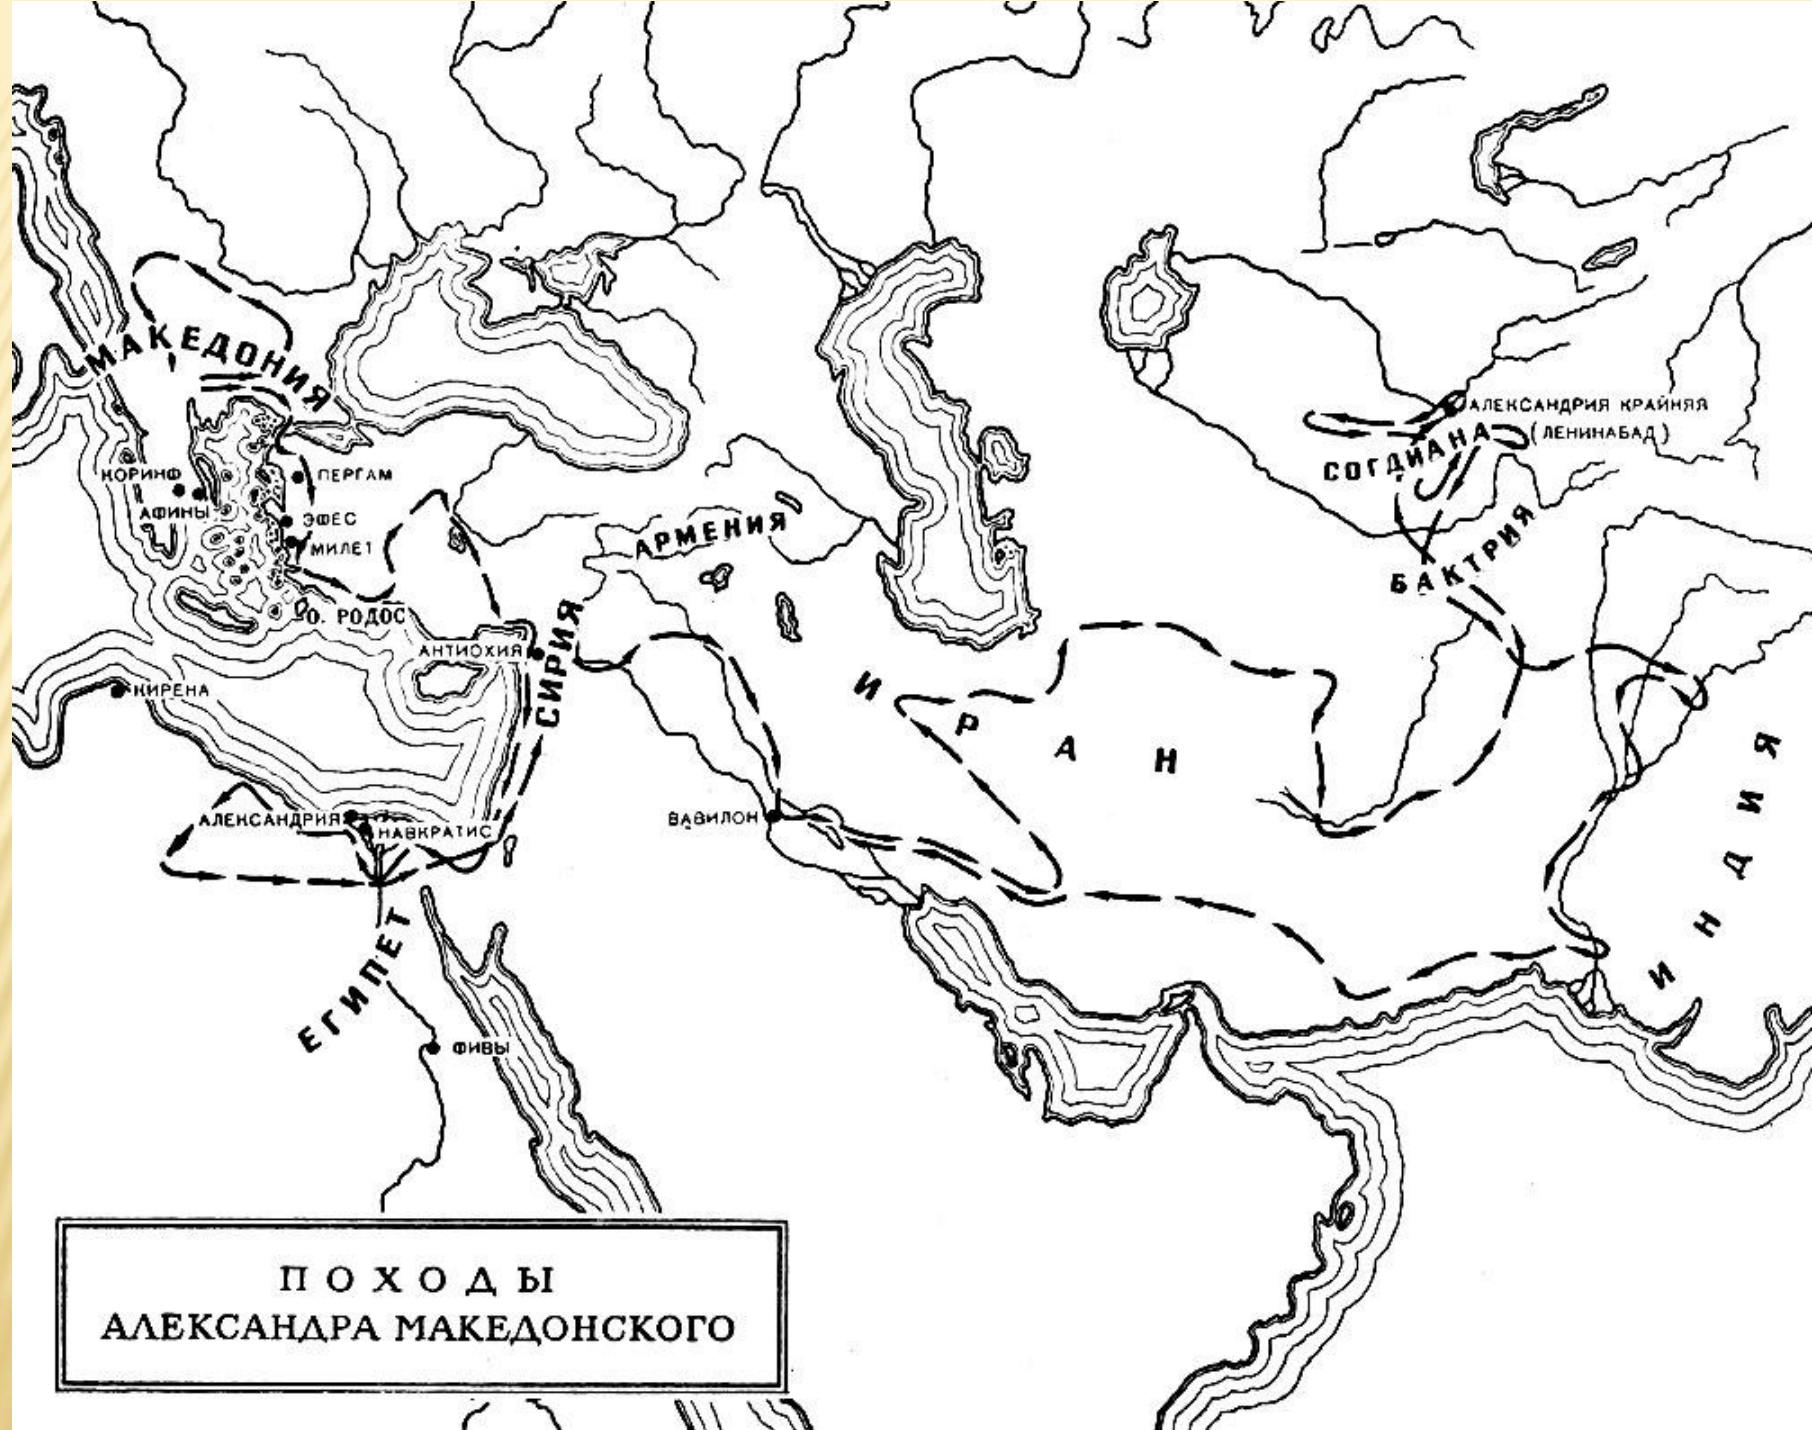 МАКЕДОНИЯ
КОРИНФ
АФИНЫ
ПЕРГАМ
ЭФЕС
МИЛЕТ
О. РОДОС
АРМЕНИЯ
АНТИОХИЯ
СИРИЯ
КИРЕНА
АЛЕКСАНДРИЯ
НАВКРАТИС
ЕГИПЕТ
ФИВЫ
ВАВИЛОН
ИРАН
АЛЕКСАНДРИЯ КРАЙНЯЯ
(ЛЕНИНАБАД)
СОГДИАНА
БАКТРИЯ
ИНДИЯ
ПОХОДЫ
АЛЕКСАНДРА МАКЕДОНСКОГО